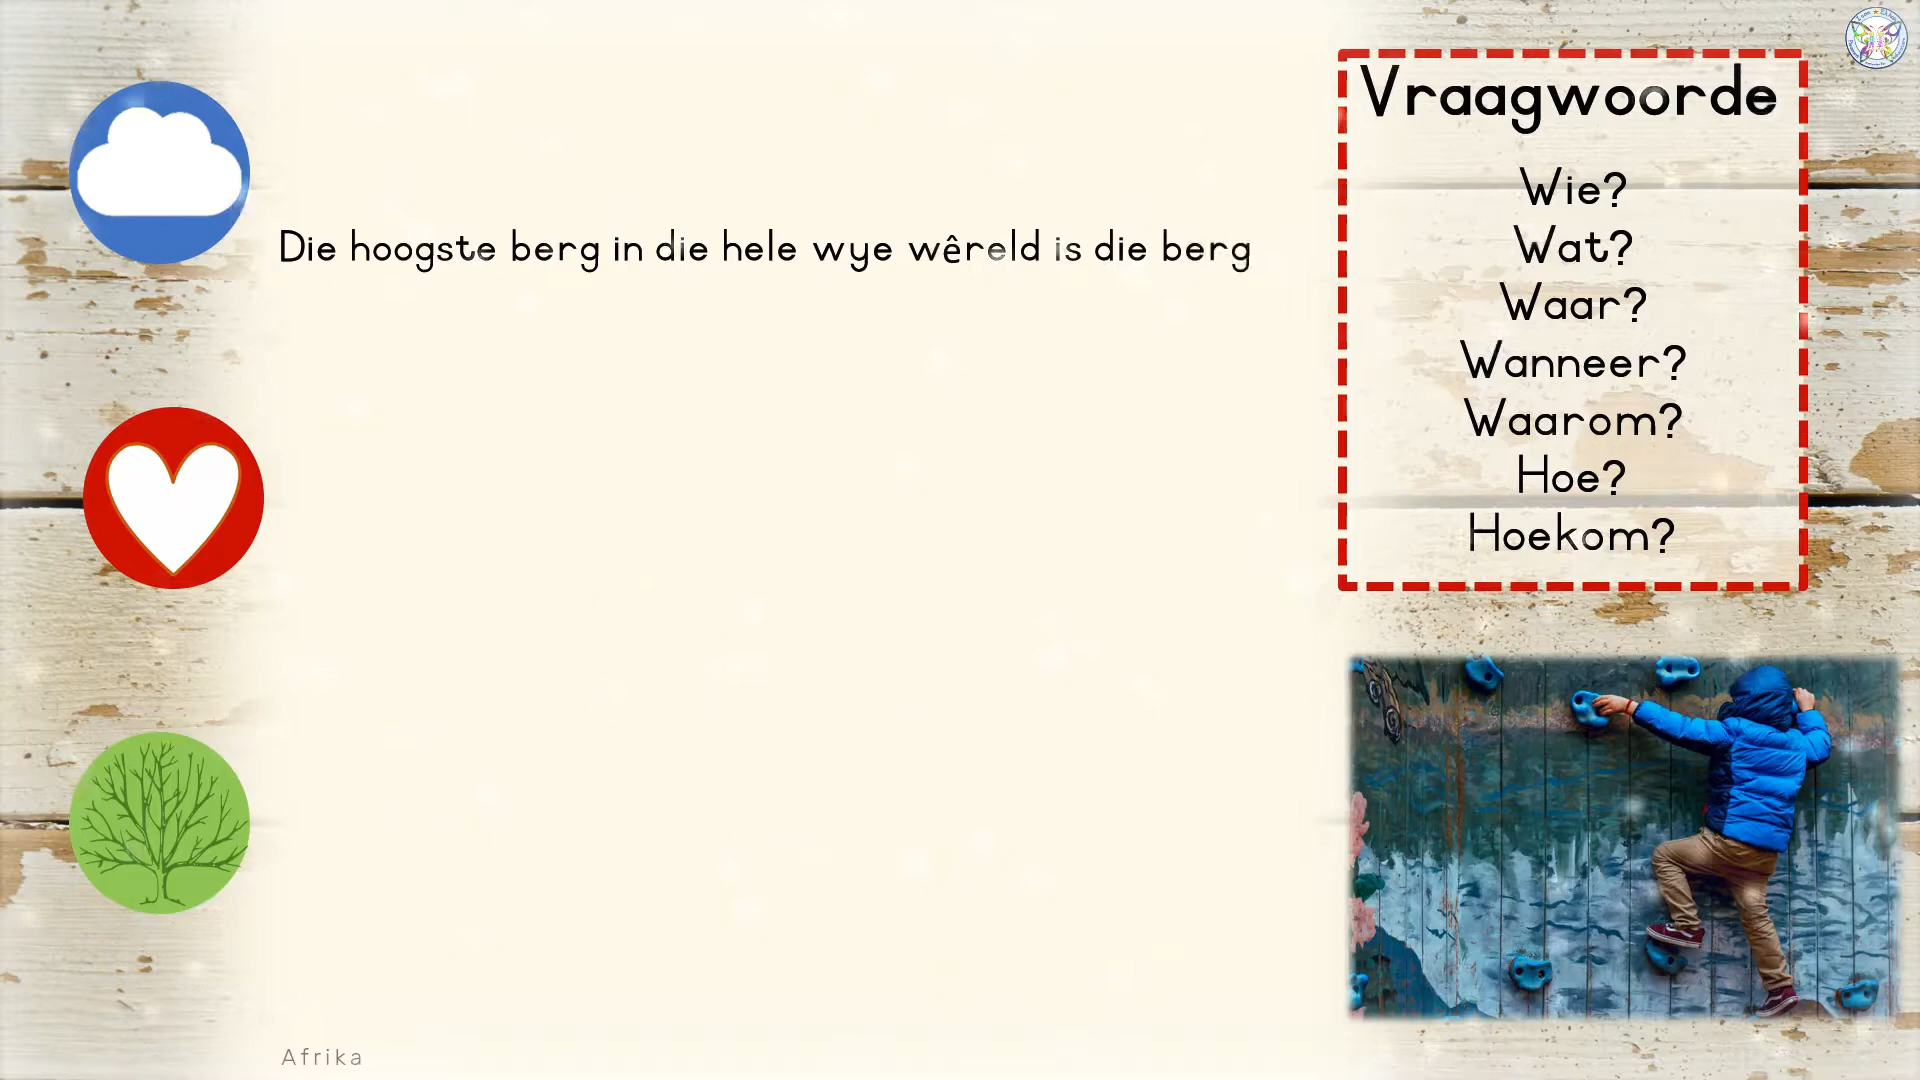 Die hoogste berg in die hele wye wêreld is die berg
Vraagwoorde
Wie?
Wat?
Waar?
Wanneer?
Waarom?
Hoe?
Hoekom?
Afrika